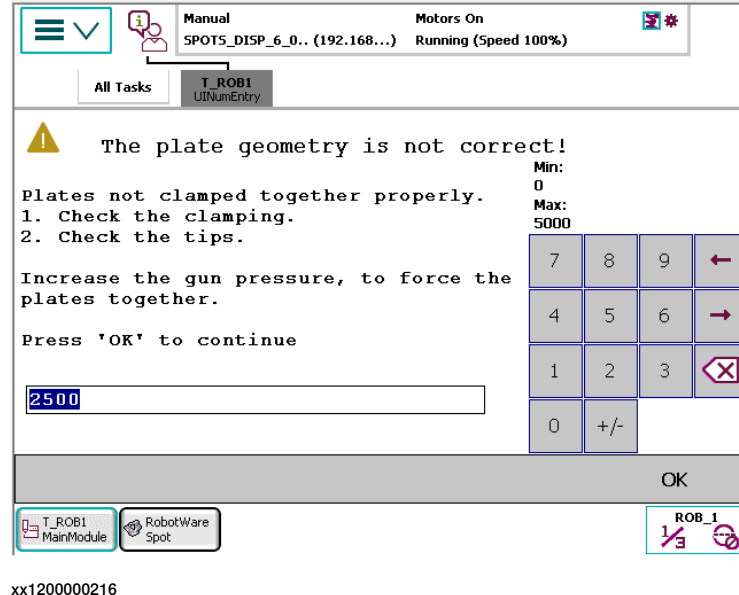 Manual
SPOTS_DISP_6_0.. (192.168...)
Motors On
Running (Speed 100%)
All Tasks
T_ROB1
UINumEntry
The plate geometry is not correct!
Plates not clamped together properly.
1. Check the clamping.
2. Check the tips.
Increase the gun pressure, to force the
plates together.
Press 'OK' to continue
2500
Min:
0
Max:
5000
7 8 9
4 5 6
1 2 3
0 +/-
OK
T_ROB1
MainModule
RobotWare
Spot
ROB_1
1/3
xx1200000216